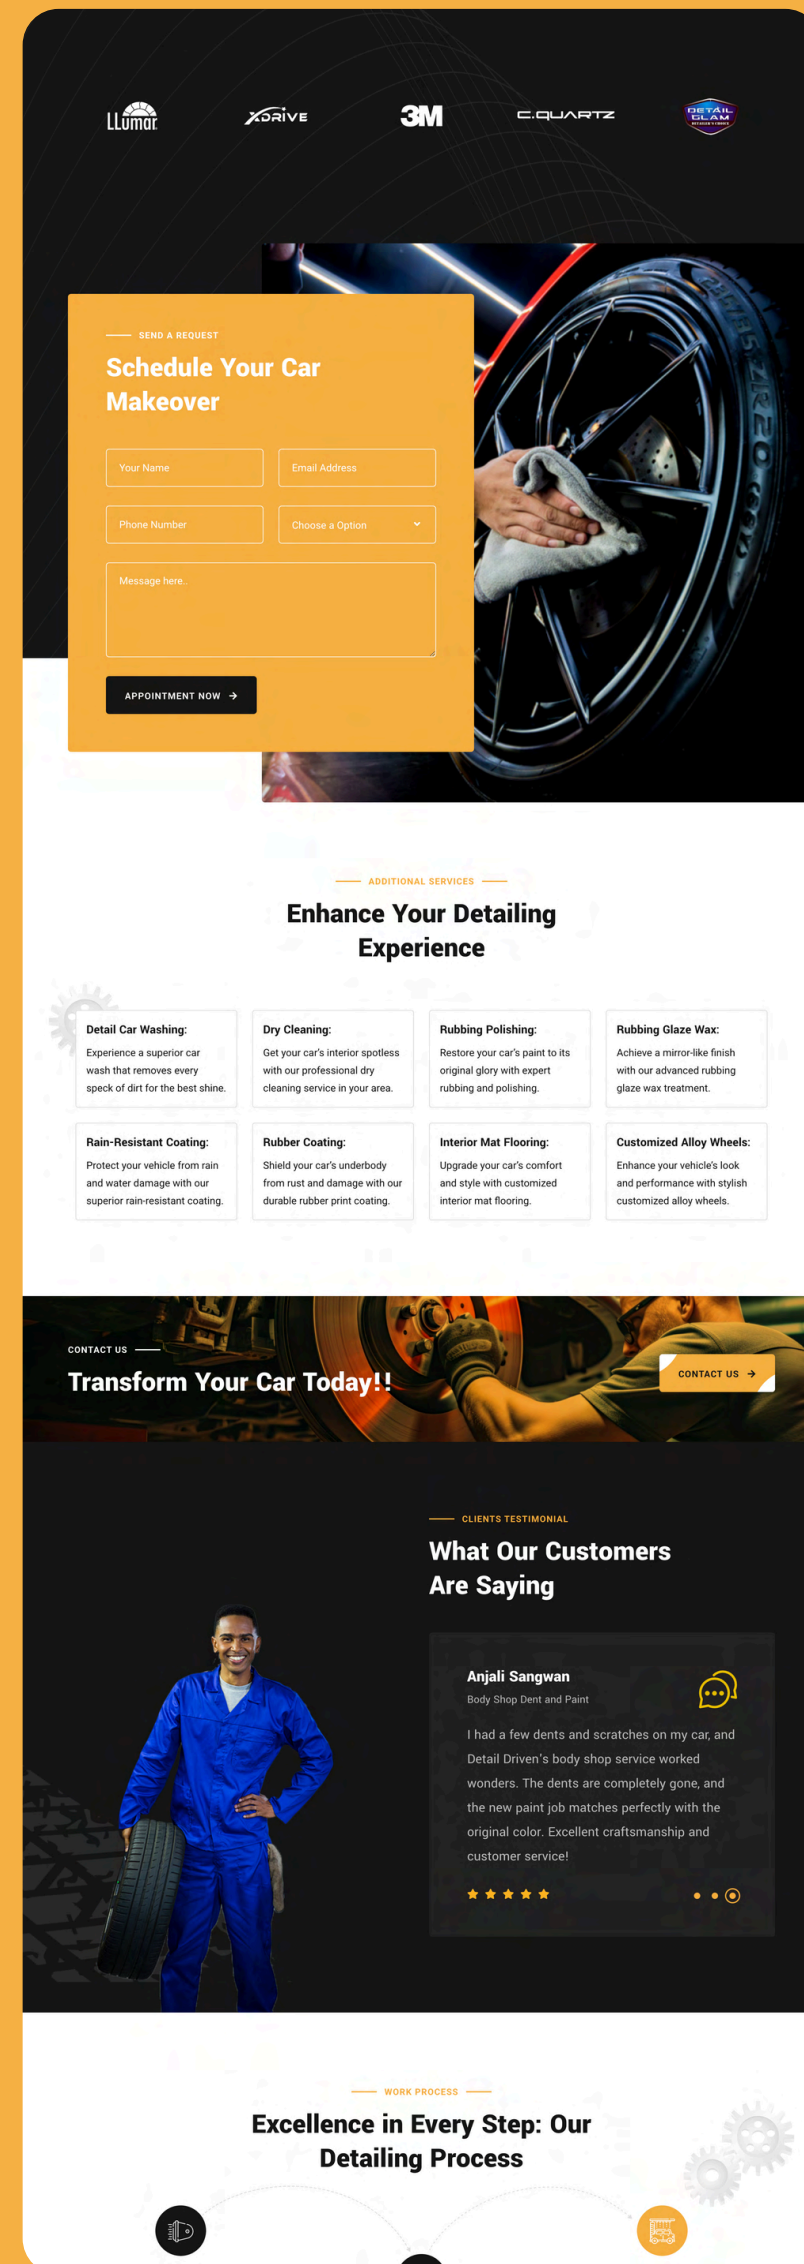 LLumar
XDRIVE
3M
C.QUARTZ
DETAIL
GLAM
SEND A REQUEST
Schedule Your Car
Makeover
Your Name
Email Address
Phone Number
Choose a Option
Message here..
APPOINTMENT NOW
ADDITIONAL SERVICES
Enhance Your Detailing
Experience
Detail Car Washing:
Experience a superior car
wash that removes every
speck of dirt for the best shine.
Dry Cleaning:
Get your car's interior spotless
with our professional dry
cleaning service in your area.
Rubbing Polishing:
Restore your car's paint to its
original glory with expert
rubbing and polishing.
Rubbing Glaze Wax:
Achieve a mirror-like finish
with our advanced rubbing
glaze wax treatment.
Rain-Resistant Coating:
Protect your vehicle from rain
and water damage with our
superior rain-resistant coating.
Rubber Coating:
Shield your car's underbody
from rust and damage with our
durable rubber print coating.
Interior Mat Flooring:
Upgrade your car's comfort
and style with customized
interior mat flooring.
Customized Alloy Wheels:
Enhance your vehicle's look
and performance with stylish
customized alloy wheels.
CONTACT US
Transform Your Car Today!!
CONTACT US
CLIENTS TESTIMONIAL
What Our Customers
Are Saying
Anjali Sangwan
Body Shop Dent and Paint
I had a few dents and scratches on my car, and
Detail Driven's body shop service worked
wonders. The dents are completely gone, and
the new paint job matches perfectly with the
original color. Excellent craftsmanship and
customer service!
WORK PROCESS
Excellence in Every Step: Our
Detailing Process